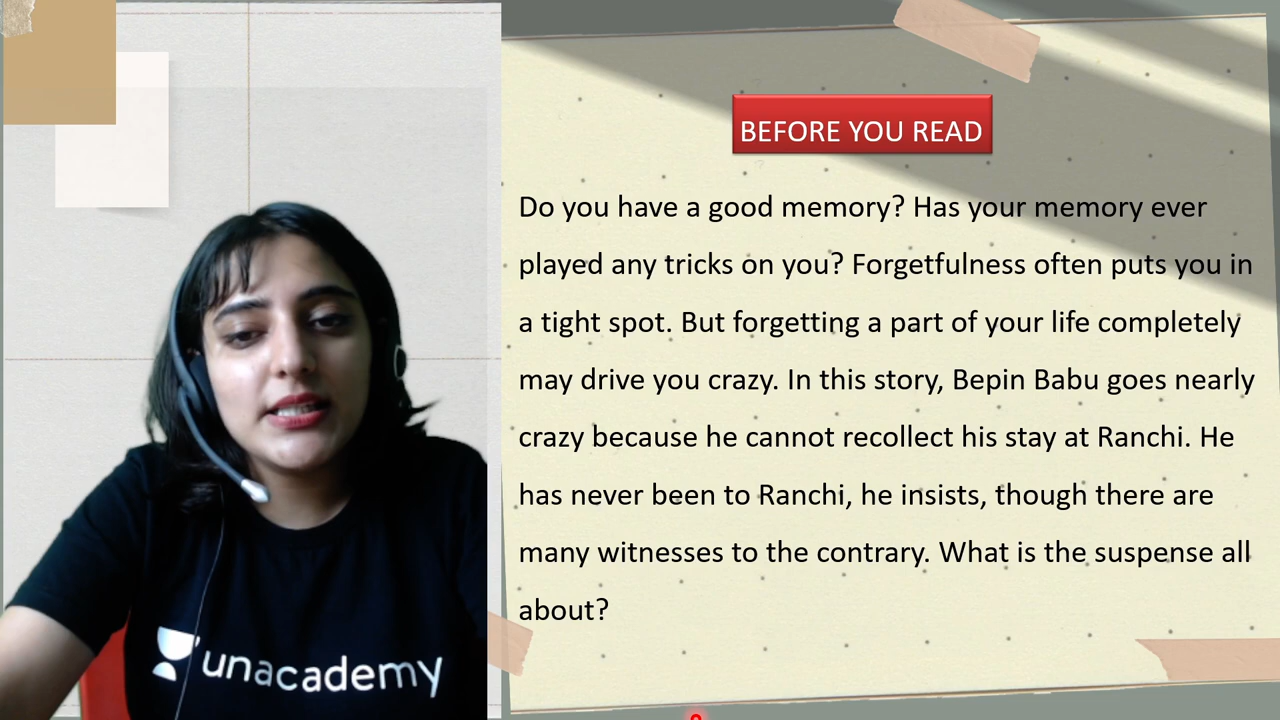 BEFORE YOU READ
Do you have a good memory? Has your memory ever
played any tricks on you? Forgetfulness often puts you in
a tight spot. But forgetting a part of your life completely
may drive you crazy. In this story, Bepin Babu goes nearly
crazy because he cannot recollect his stay at Ranchi. He
has never been to Ranchi, he insists, though there are
many witnesses to the contrary. What is the suspense all
about?
unacademy